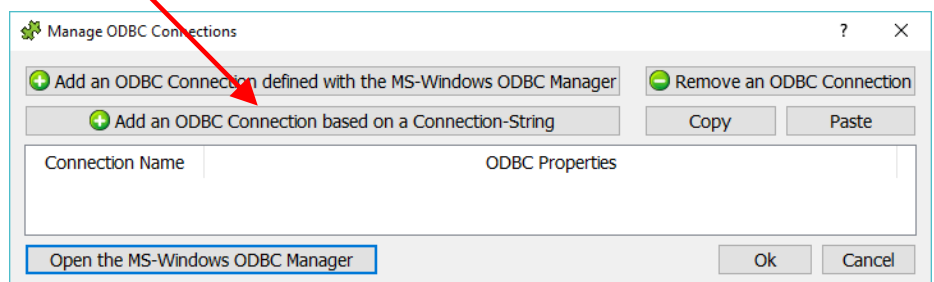 Manage ODBC Connections ?
Add an ODBC Connection defined with the MS-Windows ODBC Manager Remove an ODBC Connection
Add an ODBC Connection based on a Connection-String Copy Paste
Connection Name ODBC Properties
Open the MS-Windows ODBC Manager Ok Cancel